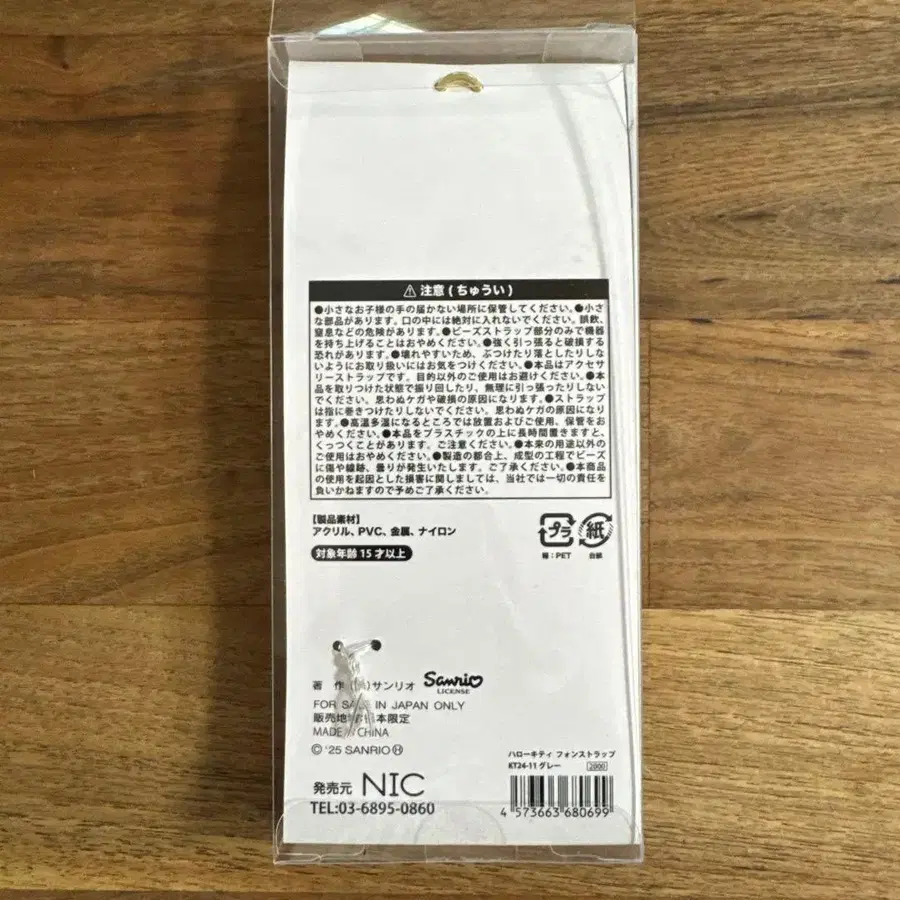 ⚠ 注意(ちゅうい)
●小さなお子様の手の届かない場所に保管してください。●小さ
な部品があります。口の中には絶対に入れないでください。誤飲、
窒息などの危険があります。●ビーズストラップ部分のみで機器
を持ち上げることはおやめください。●強く引っ張ると破損する
恐れがあります。●壊れやすいため、ぶつけたり落としたりしな
いようにお取り扱いにはお気をつけください。●本品はアクセサ
リーストラップです。目的以外のご使用はお避けください。●本
品を取りつけた状態で振り回したり、無理に引っ張ったりしない
でください。思わぬケガや破損の原因になります。●ストラップ
は指に巻きつけたりしないでください。思わぬケガの原因になりま
す。●高温多湿になるところでは放置およびご使用、保管をお
やめください。●本品をプラスチックの上に長時間置きますと、
くっつくことがあります。ご注意ください。●本来の用途以外の
ご使用はおやめください。●製造の都合上、成型の工程でビーズ
に傷や線跡、曇りが発生いたします。ご了承ください。●本商品
の使用を起因とした損害に関しましては、当社では一切の責任を
負いかねますので予めご了承ください。
【製品素材】
アクリル、PVC、金属、ナイロン
対象年齢15才以上
プラ
箱:PET
紙
台紙
著 作 サンリオ
Sanrio
LICENSE
FOR IN JAPAN ONLY
販売地 本限定
MADE CHINA
© '25 SANRIO Ⓗ
発売元 NIC
TEL:03-6895-0860
ハローキティ フォンストラップ
KT24-11 グレー 2000
4 573663 680699